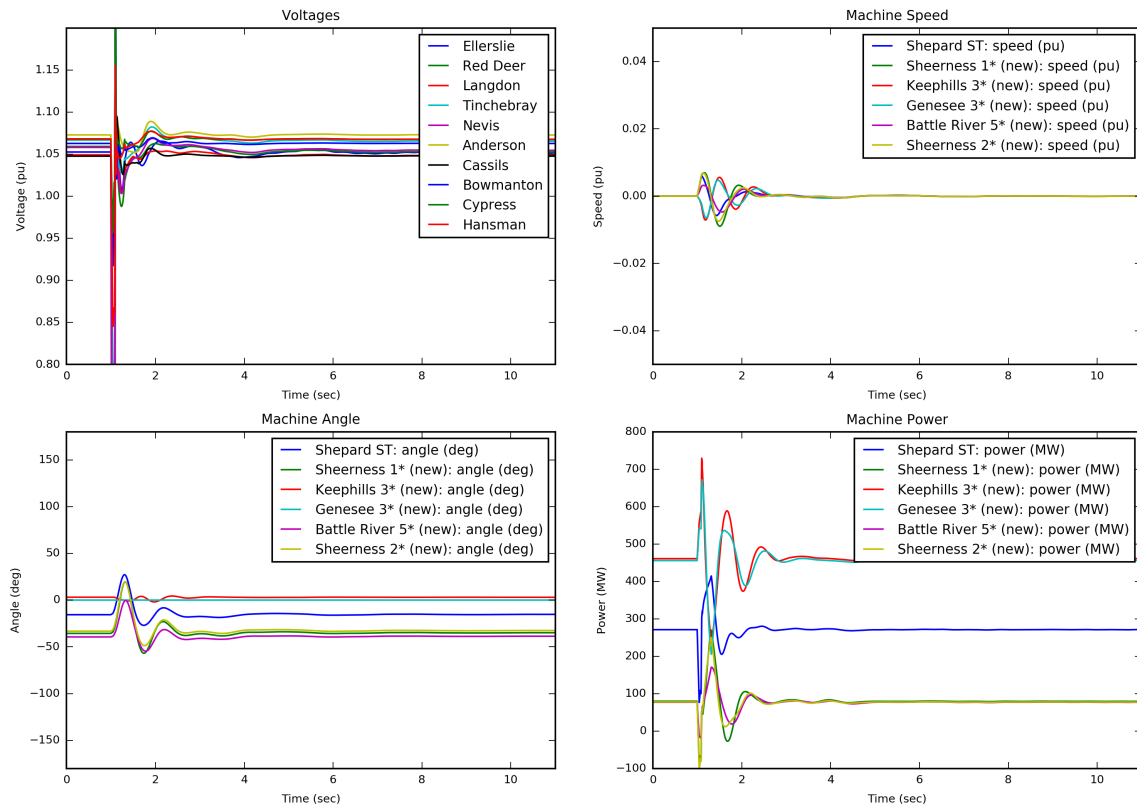 Voltages
1.15
1.10
1.05
1.00
0.95
0.90
0.85
0.80
Voltage (pu)
0
2
4
6
8
10
Time (sec)
Ellerslie
Red Deer
Langdon
Tinchebray
Nevis
Anderson
Cassils
Bowmanton
Cypress
Hansman
Machine Speed
0.04
0.02
0.00
−0.02
−0.04
Speed (pu)
0
2
4
6
8
10
Time (sec)
Shepard ST: speed (pu)
Sheerness 1* (new): speed (pu)
Keephills 3* (new): speed (pu)
Genesee 3* (new): speed (pu)
Battle River 5* (new): speed (pu)
Sheerness 2* (new): speed (pu)
Machine Angle
150
100
50
0
−50
−100
−150
Angle (deg)
0
2
4
6
8
10
Time (sec)
Shepard ST: angle (deg)
Sheerness 1* (new): angle (deg)
Keephills 3* (new): angle (deg)
Genesee 3* (new): angle (deg)
Battle River 5* (new): angle (deg)
Sheerness 2* (new): angle (deg)
Machine Power
800
700
600
500
400
300
200
100
0
−100
Power (MW)
0
2
4
6
8
10
Time (sec)
Shepard ST: power (MW)
Sheerness 1* (new): power (MW)
Keephills 3* (new): power (MW)
Genesee 3* (new): power (MW)
Battle River 5* (new): power (MW)
Sheerness 2* (new): power (MW)